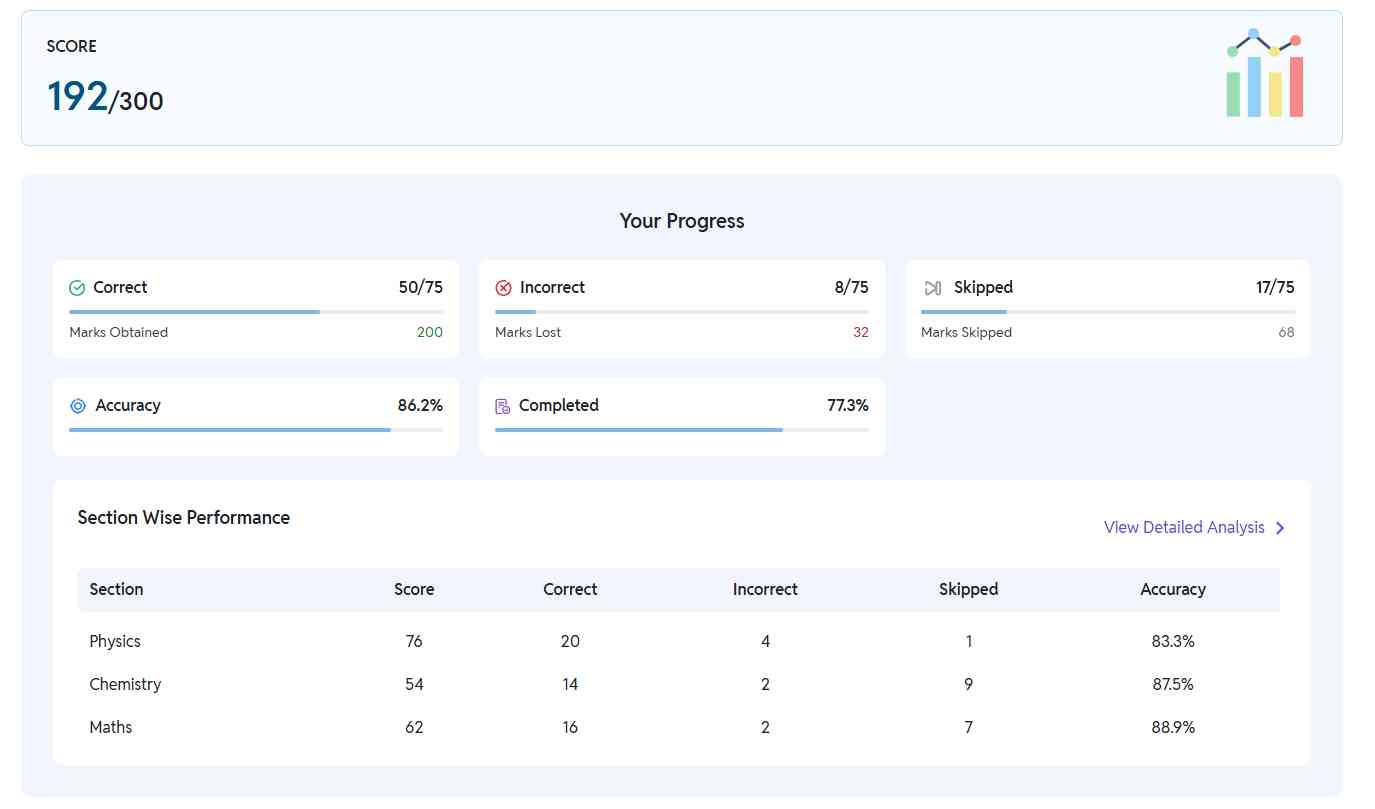 SCORE
192/300
Your Progress
Correct 50/75
Marks Obtained 200
Incorrect 8/75
Marks Lost 32
Skipped 17/75
Marks Skipped 68
Accuracy 86.2%
Completed 77.3%
Section Wise Performance
View Detailed Analysis
Section Score Correct Incorrect Skipped Accuracy
Physics 76 20 4 1 83.3%
Chemistry 54 14 2 9 87.5%
Maths 62 16 2 7 88.9%